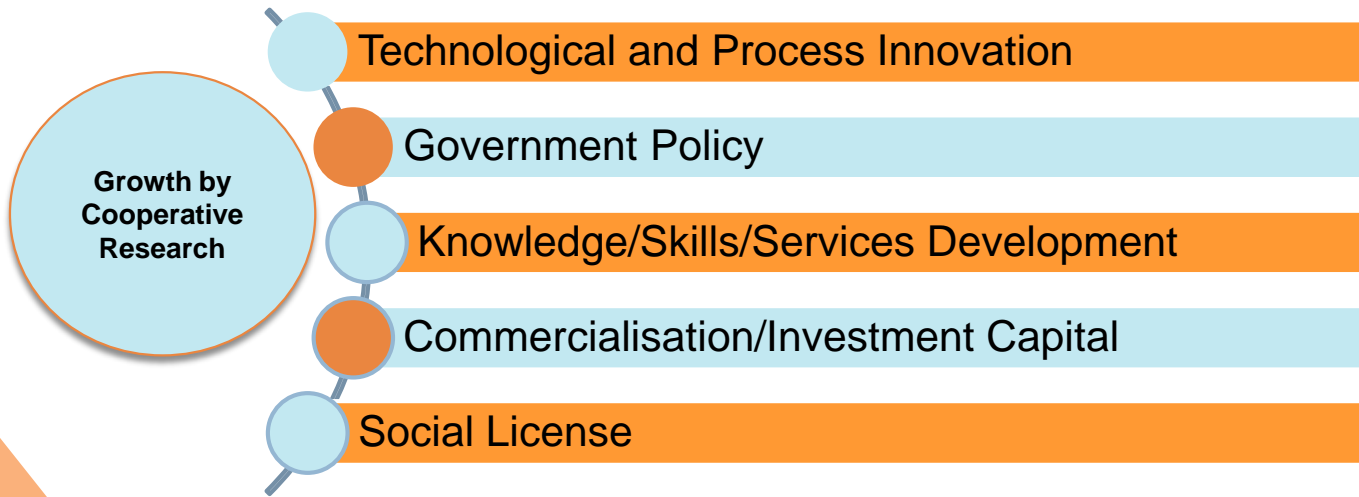 Technological and Process Innovation
Government Policy
Growth by
Cooperative
Research
Knowledge/Skills/Services Development
Commercialisation/Investment Capital
Social License